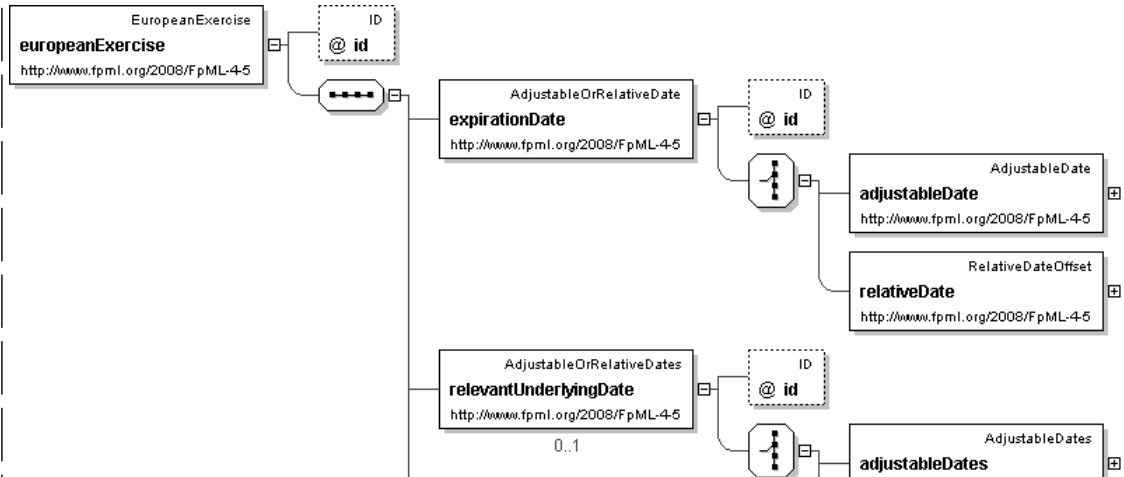 EuropeanExercise
europeanExercise
http://www.fpml.org/2008/FpML-4-5
ID
@ id
AdjustableOrRelativeDate
expirationDate
http://www.fpml.org/2008/FpML-4-5
ID
@ id
AdjustableDate
adjustableDate
http://www.fpml.org/2008/FpML-4-5
RelativeDateOffset
relativeDate
http://www.fpml.org/2008/FpML-4-5
AdjustableOrRelativeDates
relevantUnderlyingDate
http://www.fpml.org/2008/FpML-4-5
0..1
ID
@ id
AdjustableDates
adjustableDates